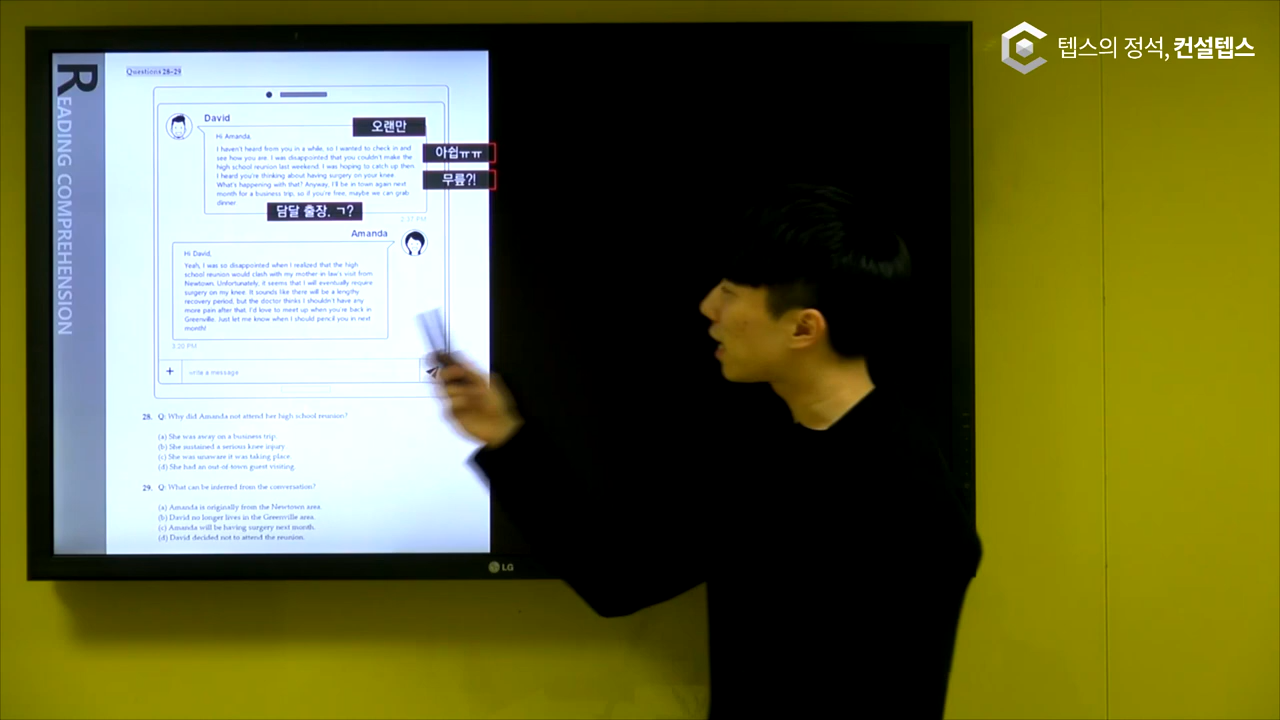 텝스의 정석, 컨설텝스
READING COMPREHENSION
Questions 28-29
David
Hi Amanda,
I haven't heard from you in a while, so I wanted to check in and
see how you are. I was disappointed that you couldn't make the
high school reunion last weekend. I was hoping to catch up then.
I heard you're thinking about having surgery on your knee.
What's happening with that? Anyway, I'll be in town again next
month for a business trip, so if you're free, maybe we can grab
dinner.
오랜만
아쉽ㅠㅠ
무릎?!
담달 출장. ㄱ?
2:37 PM
Amanda
Hi David,
Yeah, I was so disappointed when I realized that the high
school reunion would clash with my mother in law's visit from
Newtown. Unfortunately, it seems that I will eventually require
surgery on my knee. It sounds like there will be a lengthy
recovery period, but the doctor thinks I shouldn't have any
more pain after that. I'd love to meet up when you're back in
Greenville. Just let me know when I should pencil you in next
month!
3:20 PM
+ write a message
28. Q: Why did Amanda not attend her high school reunion?
(a) She was away on a business trip.
(b) She sustained a serious knee injury.
(c) She was unaware it was taking place.
(d) She had an out of town guest visiting.
29. Q: What can be inferred from the conversation?
(a) Amanda is originally from the Newtown area.
(b) David no longer lives in the Greenville area.
(c) Amanda will be having surgery next month.
(d) David decided not to attend the reunion.
LG